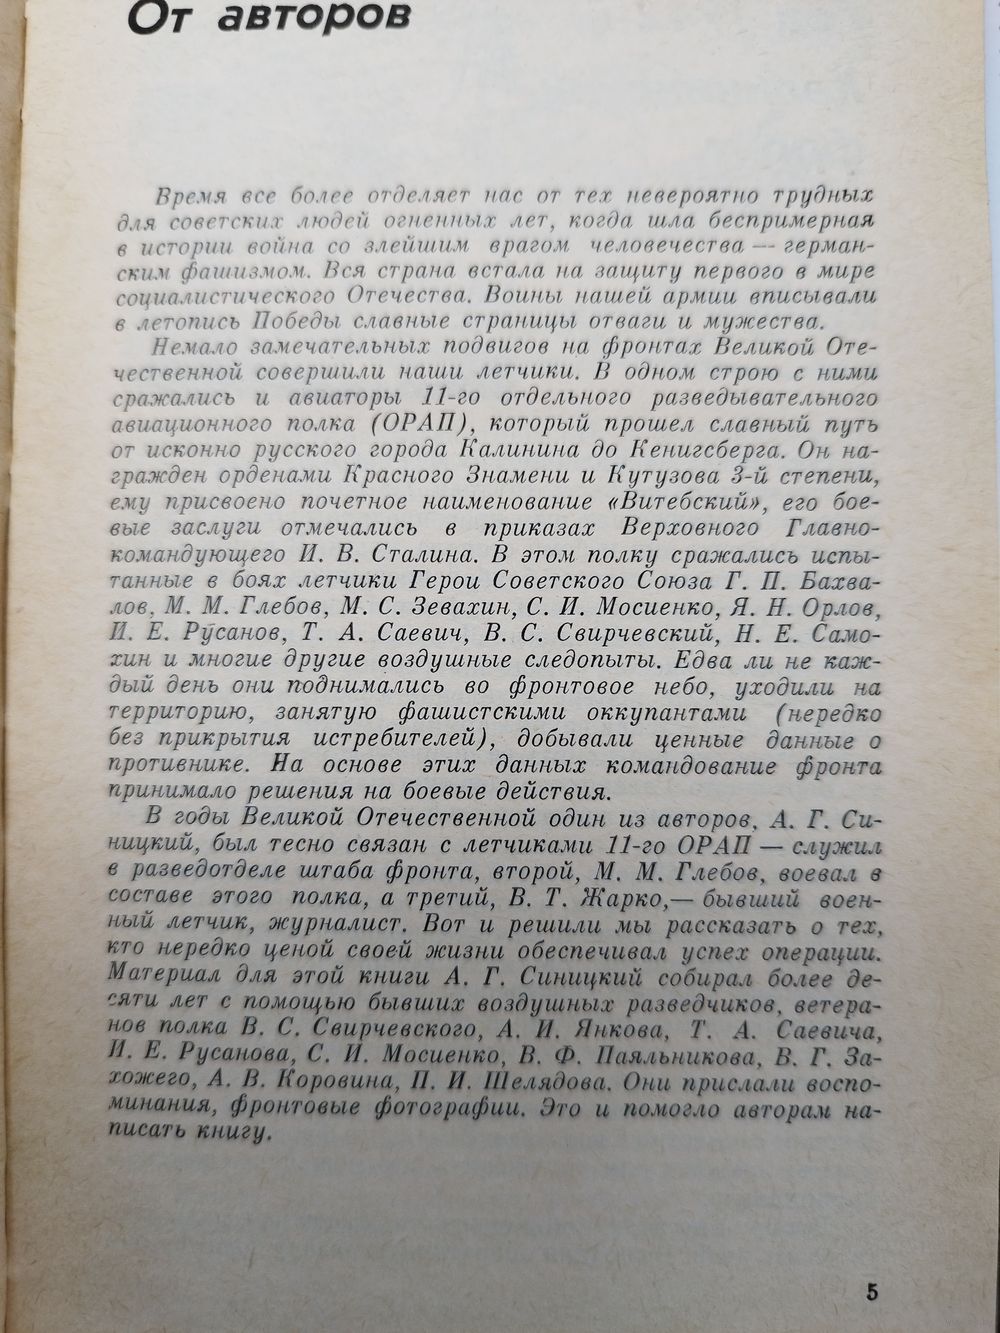 От авторов
Время все более отделяет нас от тех невероятно трудных
для советских людей огненных лет, когда шла беспримерная
в истории война со злейшим врагом человечества — герман-
ским фашизмом. Вся страна встала на защиту первого в мире
социалистического Отечества. Воины нашей армии вписывали
в летопись Победы славные страницы отваги и мужества.
Немало замечательных подвигов на фронтах Великой Оте-
чественной совершили наши летчики. В одном строю с ними
сражались и авиаторы 11-го отдельного разведывательного
авиационного полка (ОРАП), который прошел славный путь
от исконно русского города Калинина до Кенигсберга. Он на-
гражден орденами Красного Знамени и Кутузова 3-й степени,
ему присвоено почетное наименование «Витебский», его бое-
вые заслуги отмечались в приказах Верховного Главно-
командующего И. В. Сталина. В этом полку сражались испы-
танные в боях летчики Герои Советского Союза Г. П. Бахва-
лов, М. М. Глебов, М. С. Зевахин, С. И. Мосиенко, Я. Н. Орлов,
И. Е. Русанов, Т. А. Саевич, В. С. Свирчевский, Н. Е. Само-
хин и многие другие воздушные следопыты. Едва ли не каж-
дый день они поднимались во фронтовое небо, уходили на
территорию, занятую фашистскими оккупантами (нередко
без прикрытия истребителей), добывали ценные данные о
противнике. На основе этих данных командование фронта
принимало решения на боевые действия.
В годы Великой Отечественной один из авторов, А. Г. Си-
ницкий, был тесно связан с летчиками 11-го ОРАП — служил
в разведотделе штаба фронта, второй, М. М. Глебов, воевал в
составе этого полка, а третий, В. Т. Жарко,— бывший воен-
ный летчик, журналист. Вот и решили мы рассказать о тех,
кто нередко ценой своей жизни обеспечивал успех операции.
Материал для этой книги А. Г. Синицкий собирал более де-
сяти лет с помощью бывших воздушных разведчиков, ветера-
нов полка В. С. Свирчевского, А. И. Янкова, Т. А. Саевича,
И. Е. Русанова, С. И. Мосиенко, В. Ф. Паяльникова, В. Г. За-
хожего, А. В. Коровина, П. И. Шелядова. Они прислали воспо-
минания, фронтовые фотографии. Это и помогло авторам на-
писать книгу.
5